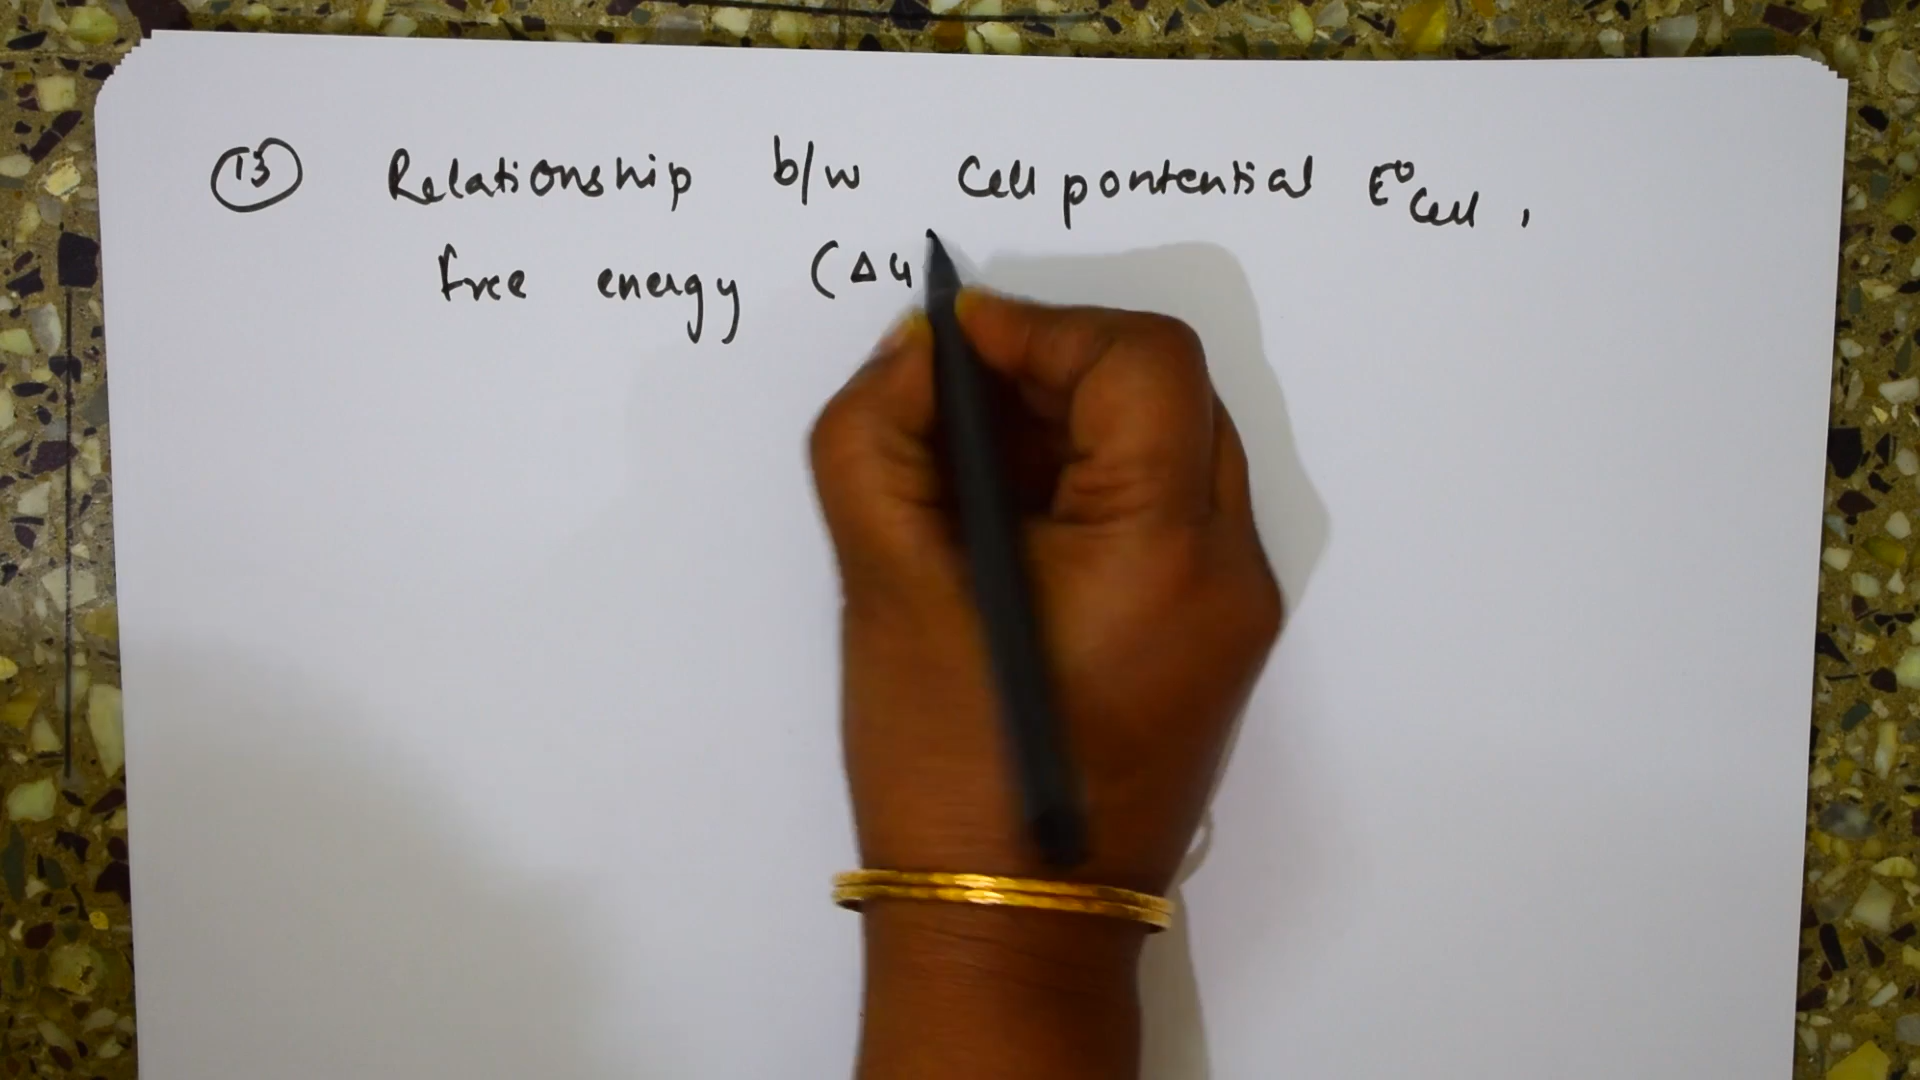 13 Relationship b/w Cell pontential E°cell,
free energy (ΔG